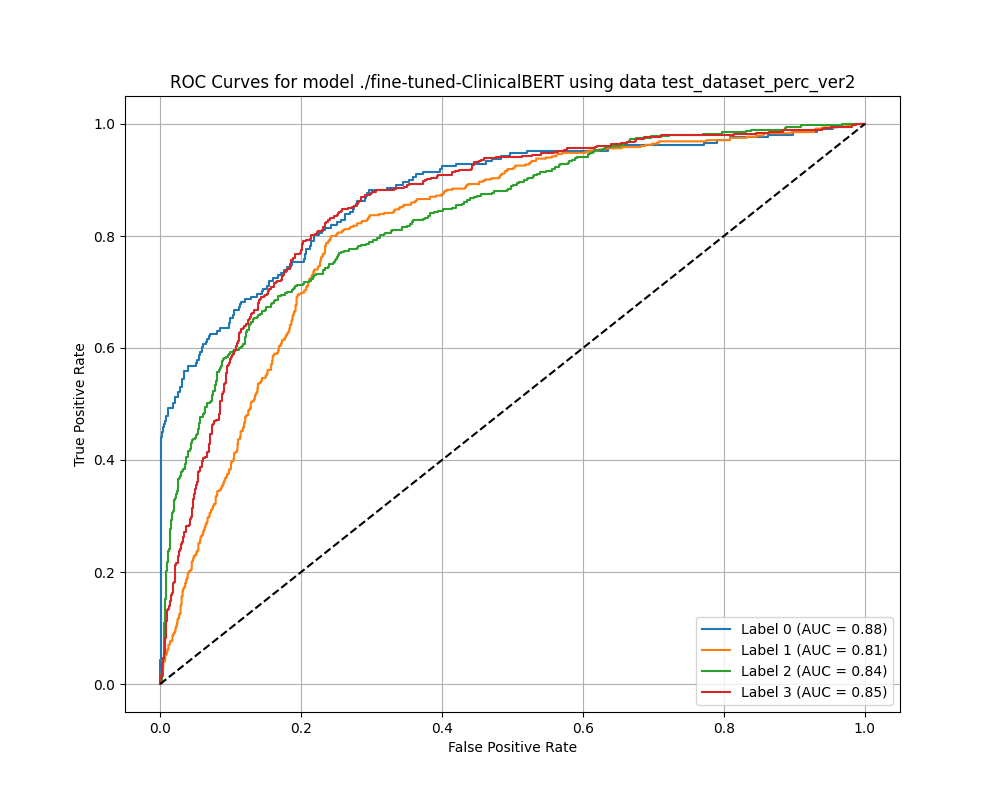 ROC Curves for model ./fine-tuned-ClinicalBERT using data test_dataset_perc_ver2
True Positive Rate
1.0
0.8
0.6
0.4
0.2
0.0
Label 0 (AUC = 0.88)
Label 1 (AUC = 0.81)
Label 2 (AUC = 0.84)
Label 3 (AUC = 0.85)
0.0 0.2 0.4 0.6 0.8 1.0
False Positive Rate